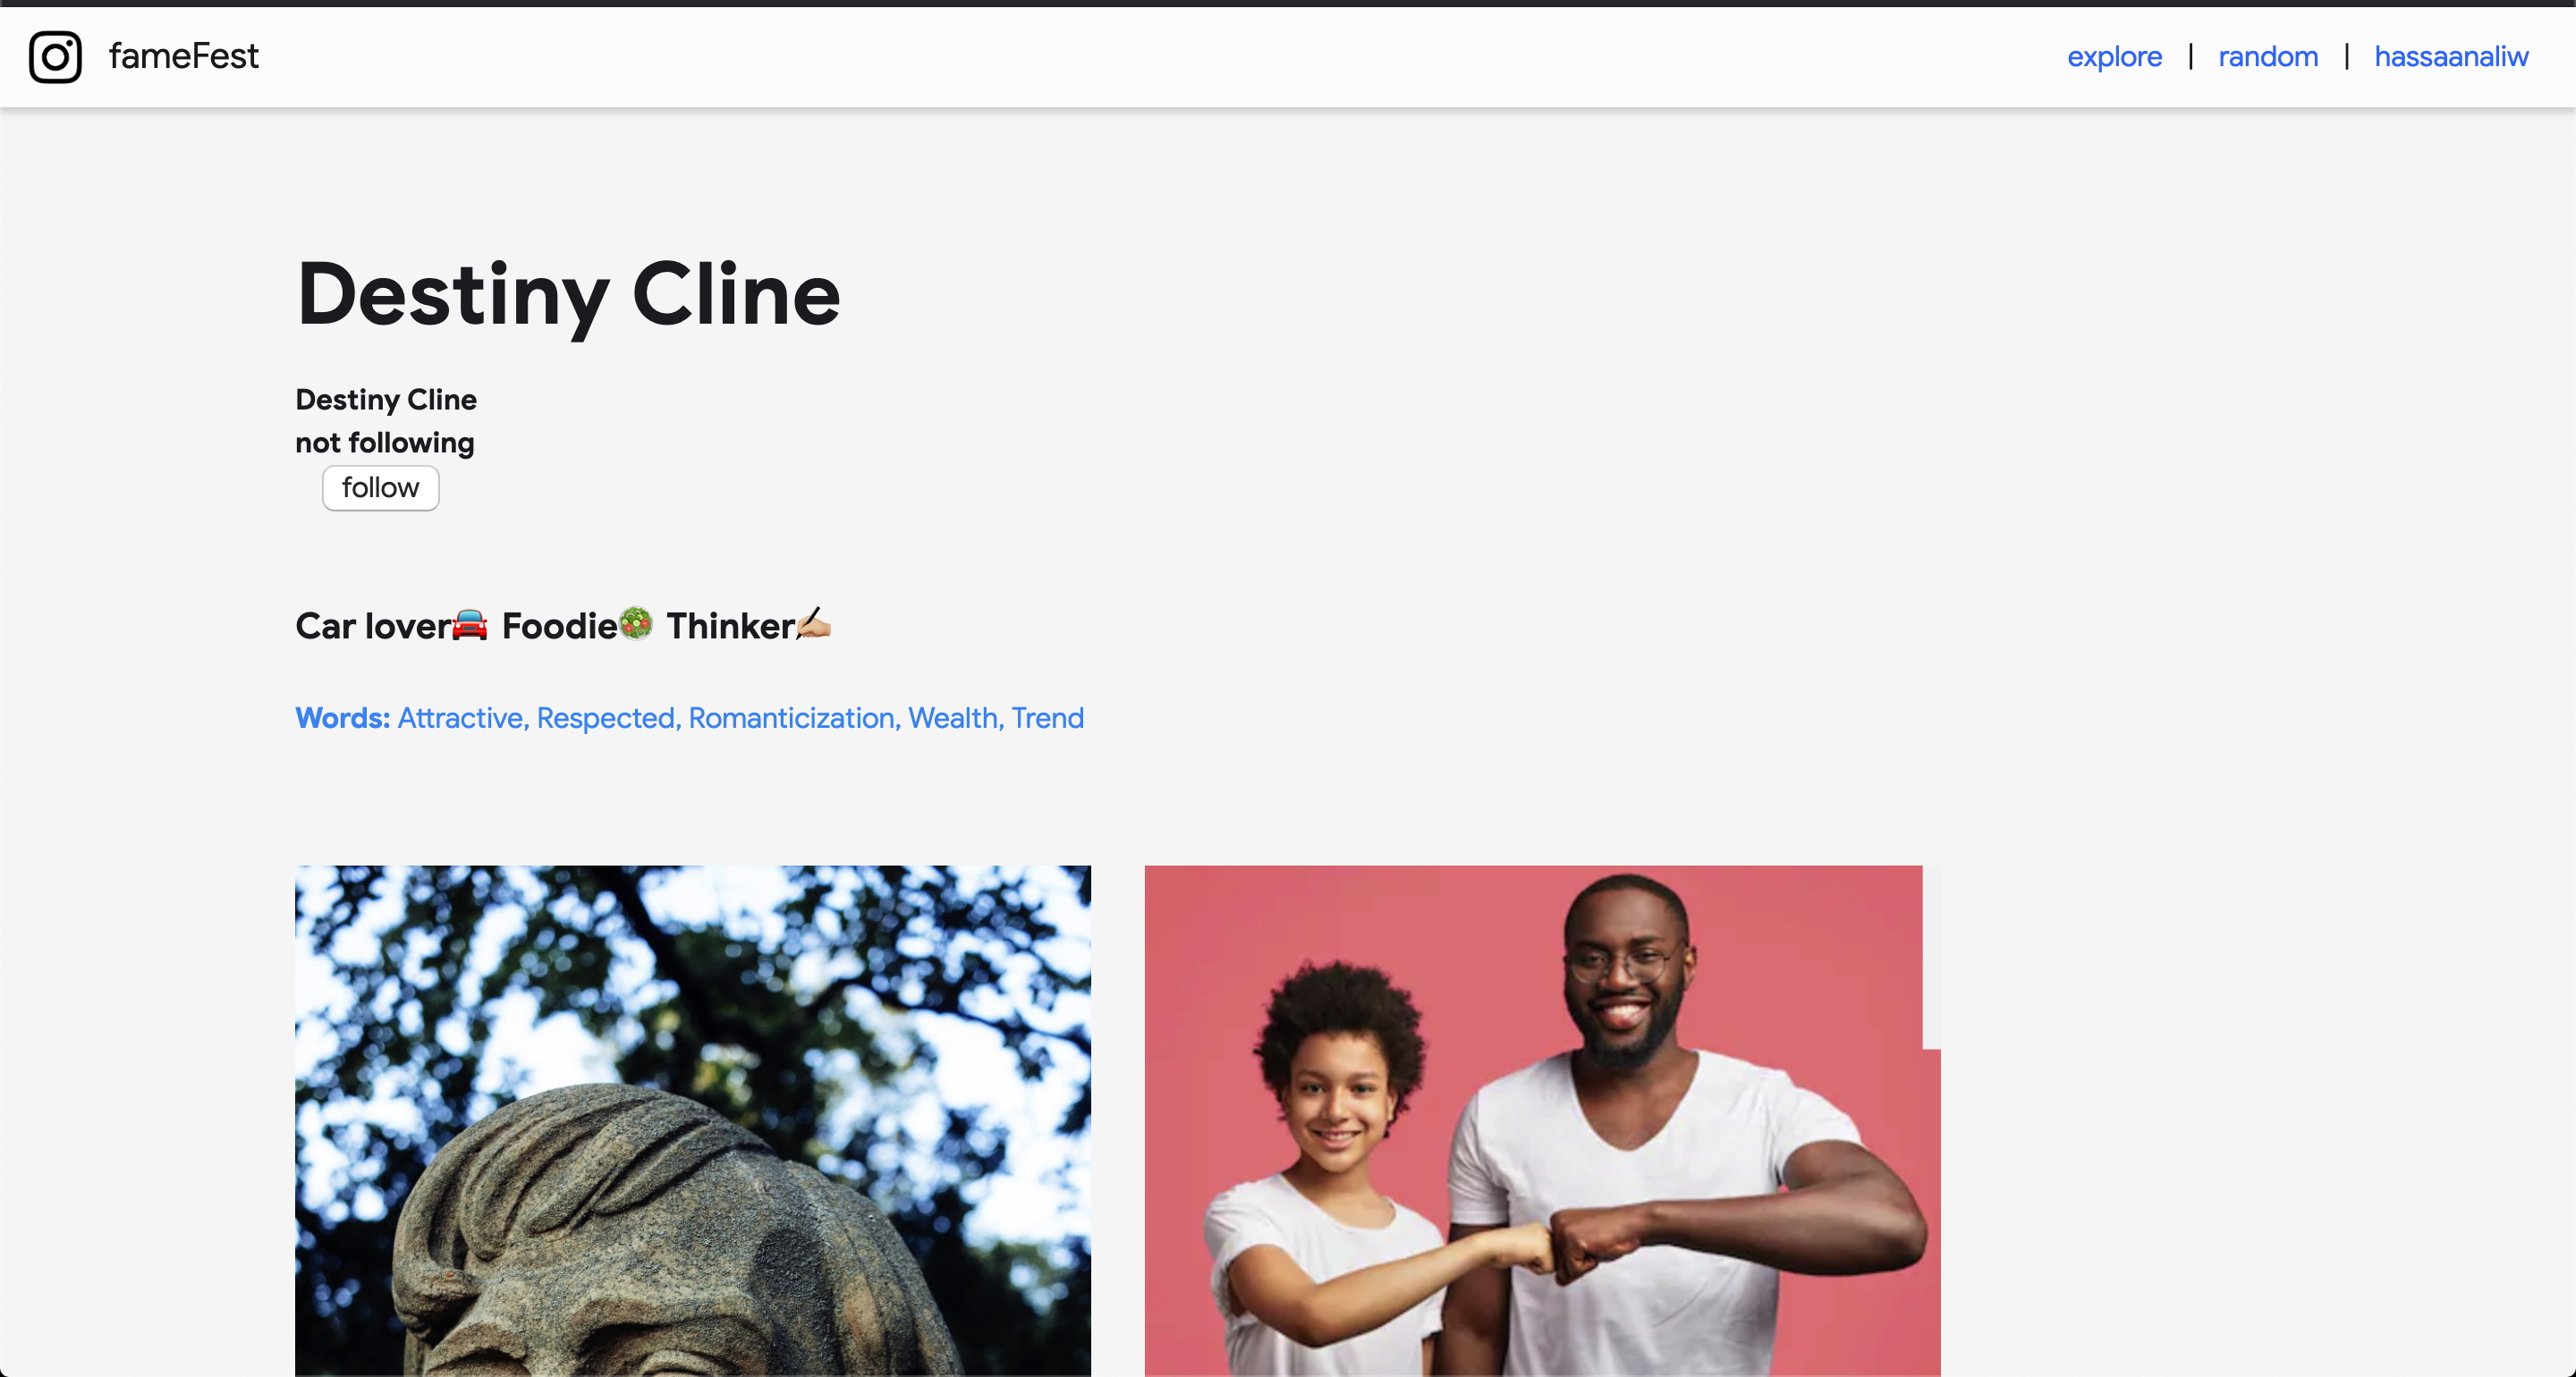 fameFest
explore | random | hassaanaliw
Destiny Cline
Destiny Cline
not following
follow
Car lover🚘 Foodie🥗 Thinker✍🏼
Words: Attractive, Respected, Romanticization, Wealth, Trend